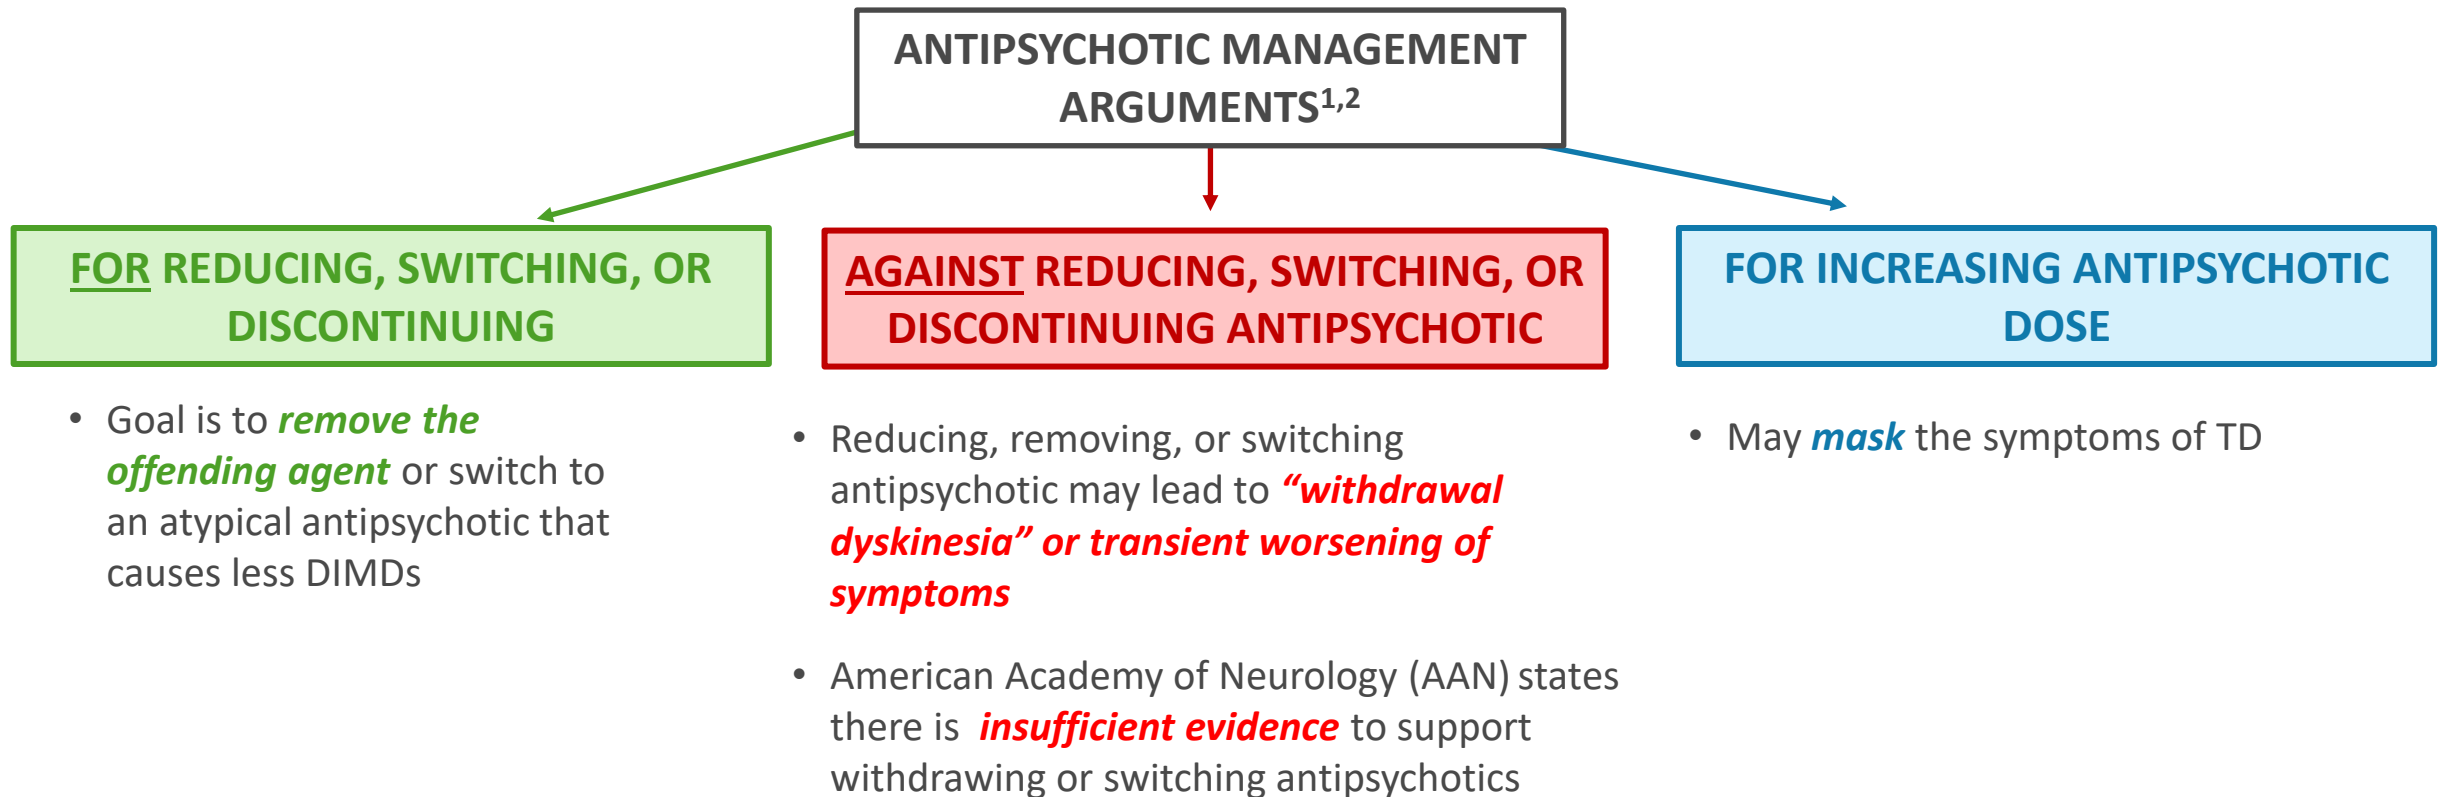 ANTIPSYCHOTIC MANAGEMENT
ARGUMENTS1,2
FOR REDUCING, SWITCHING, OR
DISCONTINUING
• Goal is to remove the
offending agent or switch to
an atypical antipsychotic that
causes less DIMDs
AGAINST REDUCING, SWITCHING, OR
DISCONTINUING ANTIPSYCHOTIC
• Reducing, removing, or switching
antipsychotic may lead to “withdrawal
dyskinesia” or transient worsening of
symptoms
• American Academy of Neurology (AAN) states
there is insufficient evidence to support
withdrawing or switching antipsychotics
FOR INCREASING ANTIPSYCHOTIC
DOSE
• May mask the symptoms of TD